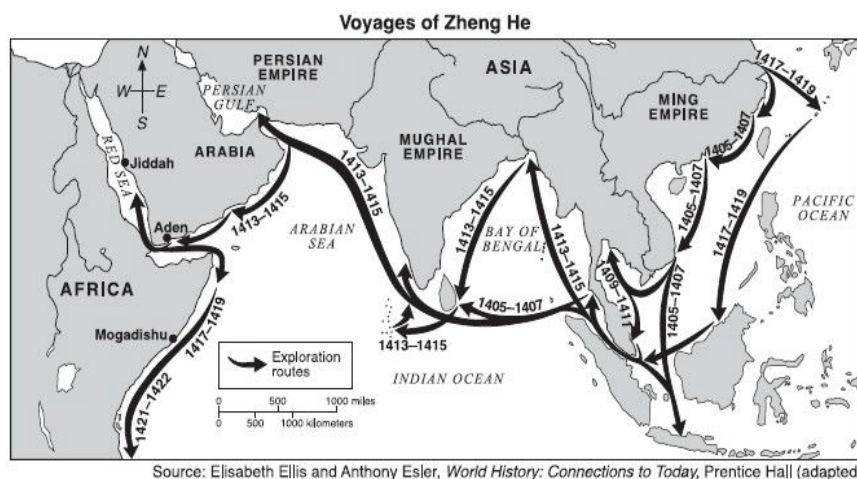 Voyages of Zheng He
N
W
E
S
PERSIAN
EMPIRE
PERSIAN
GULF
ASIA
1417–1419
MING
EMPIRE
1405–1407
RED SEA
Jiddah
ARABIA
MUGHAL
EMPIRE
1413–1415
1413–1415
Aden
ARABIAN
SEA
1413–1415
BAY OF
BENGAL
1413–1415
1405–1407
PACIFIC
OCEAN
1417–1419
AFRICA
1409–1411
1405–1407
1405–1407
Mogadishu
1417–1419
1413–1415
Exploration
routes
INDIAN OCEAN
1421–1422
0 500 1000 miles
0 500 1000 kilometers
Source: Elisabeth Ellis and Anthony Esler, World History: Connections to Today, Prentice Hall (adapted